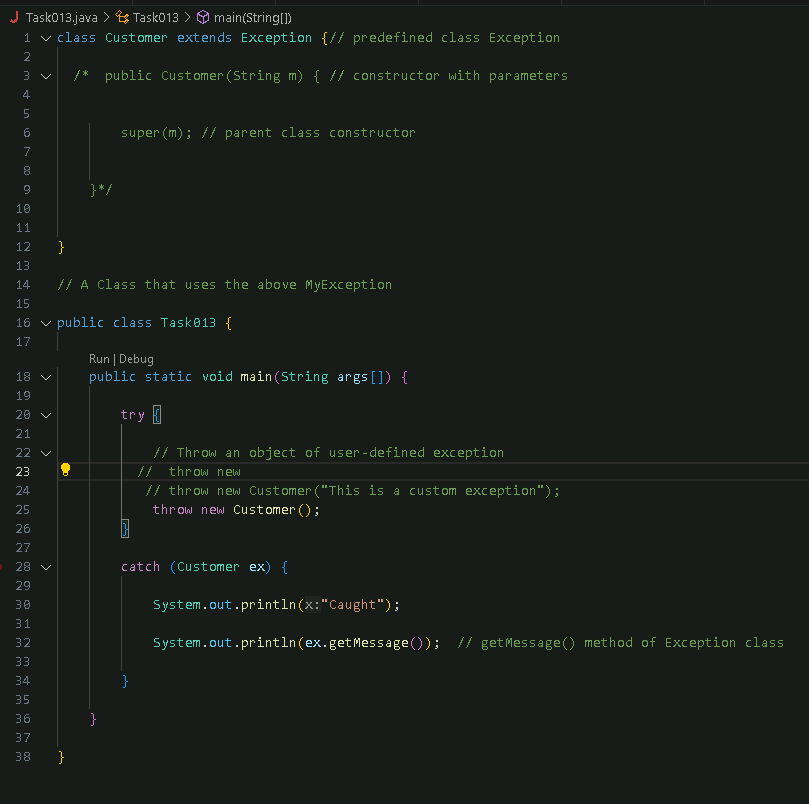 Task013.java > Task013 > main(String[])
1 class Customer extends Exception {// predefined class Exception
2
3 /*  public Customer(String m) { // constructor with parameters
4
5
6 super(m); // parent class constructor
7
8
9 }*/
10
11
12 }
13
14 // A Class that uses the above MyException
15
16 public class Task013 {
17
Run | Debug
18 public static void main(String args[]) {
19
20 try {
21
22 // Throw an object of user-defined exception
23 //  throw new
24 // throw new Customer("This is a custom exception");
25 throw new Customer();
26 }
27
28 catch (Customer ex) {
29
30 System.out.println(x:"Caught");
31
32 System.out.println(ex.getMessage());  // getMessage() method of Exception class
33
34 }
35
36 }
37
38 }